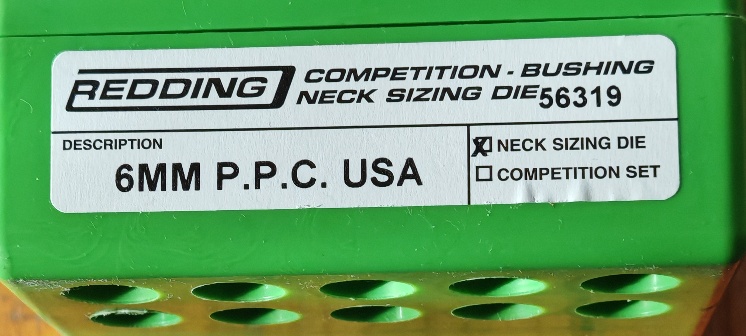 REDDING COMPETITION - BUSHING
NECK SIZING DIE 56319
DESCRIPTION
6MM P.P.C. USA
X NECK SIZING DIE
COMPETITION SET